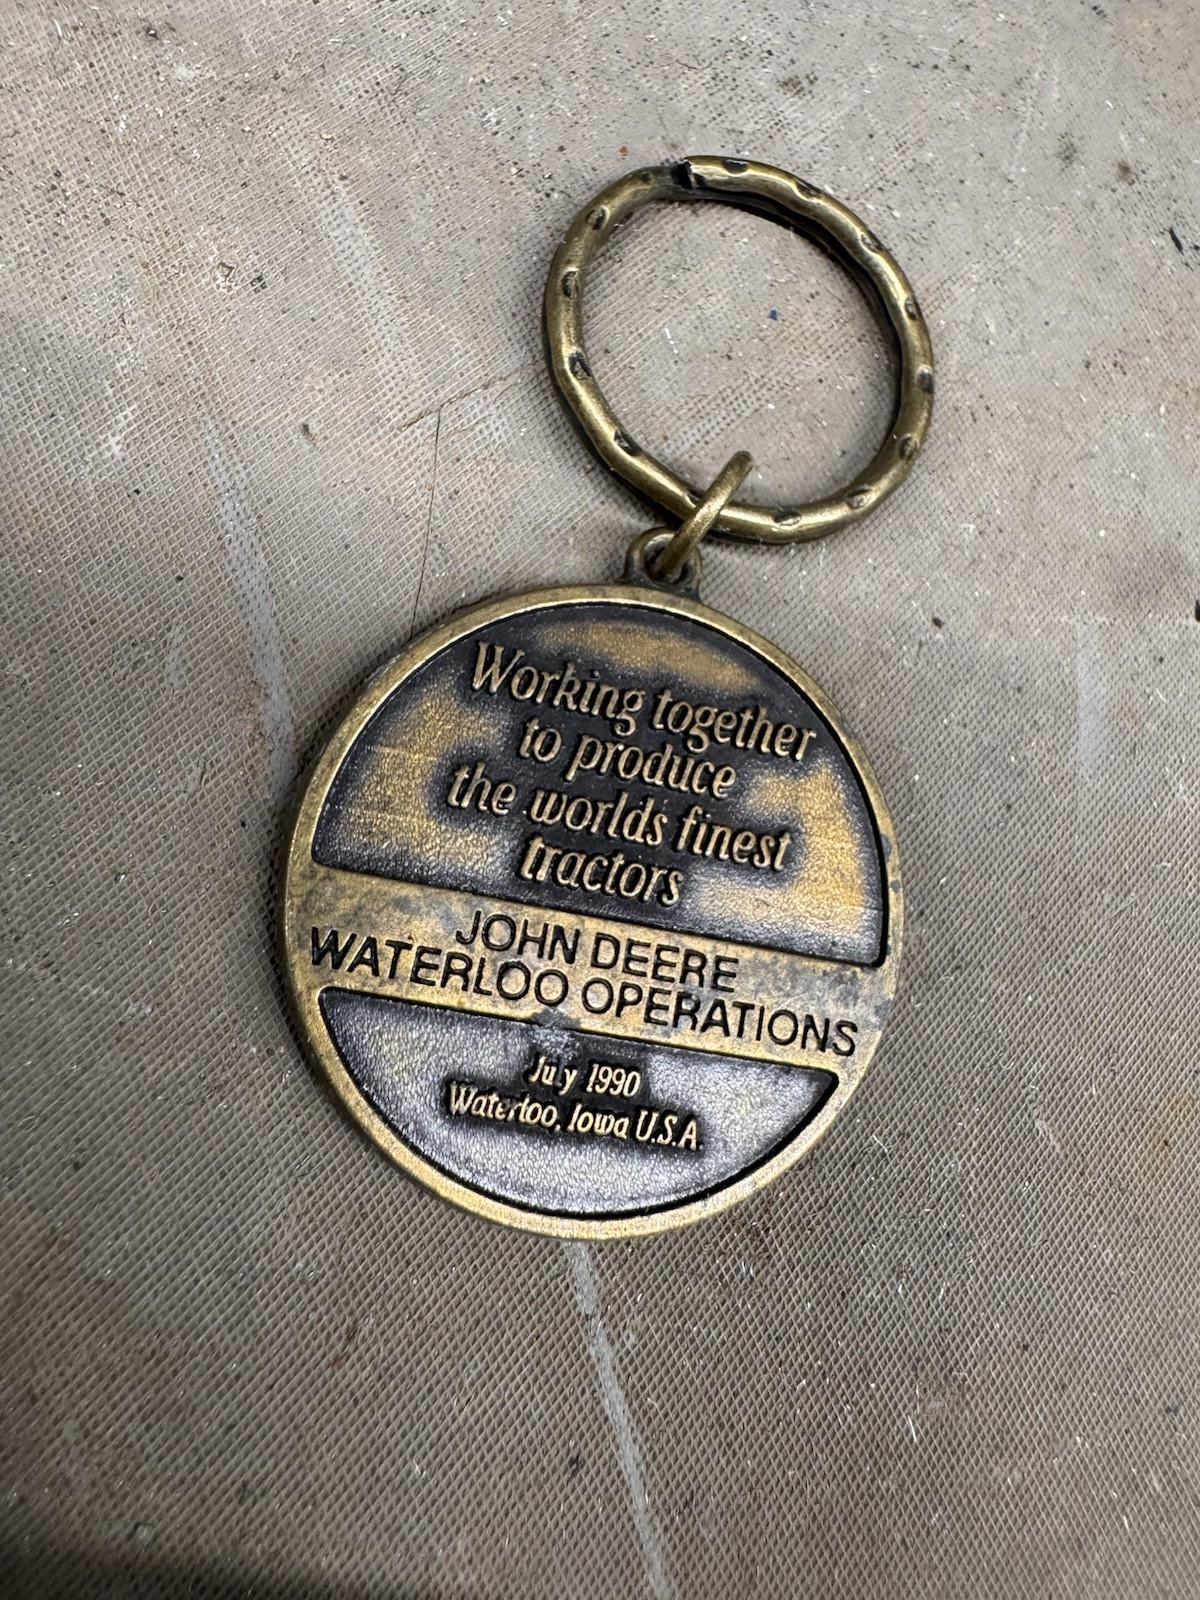 Working together
to produce
the worlds finest
tractors
JOHN DEERE
WATERLOO OPERATIONS
July 1990
Waterloo, Iowa U.S.A.